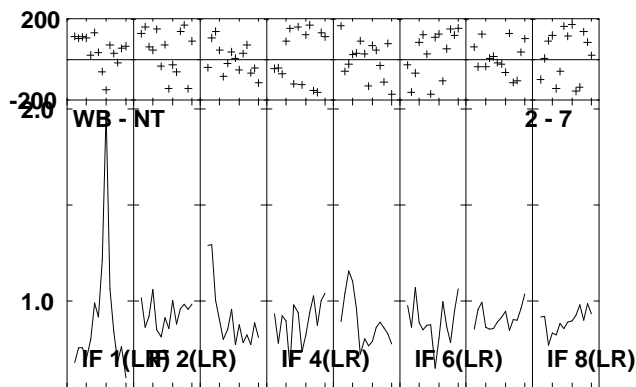 200
-200
2.0
WB - NT 2 - 7
1.0
IF 1(LR) IF 2(LR) IF 4(LR) IF 6(LR) IF 8(LR)